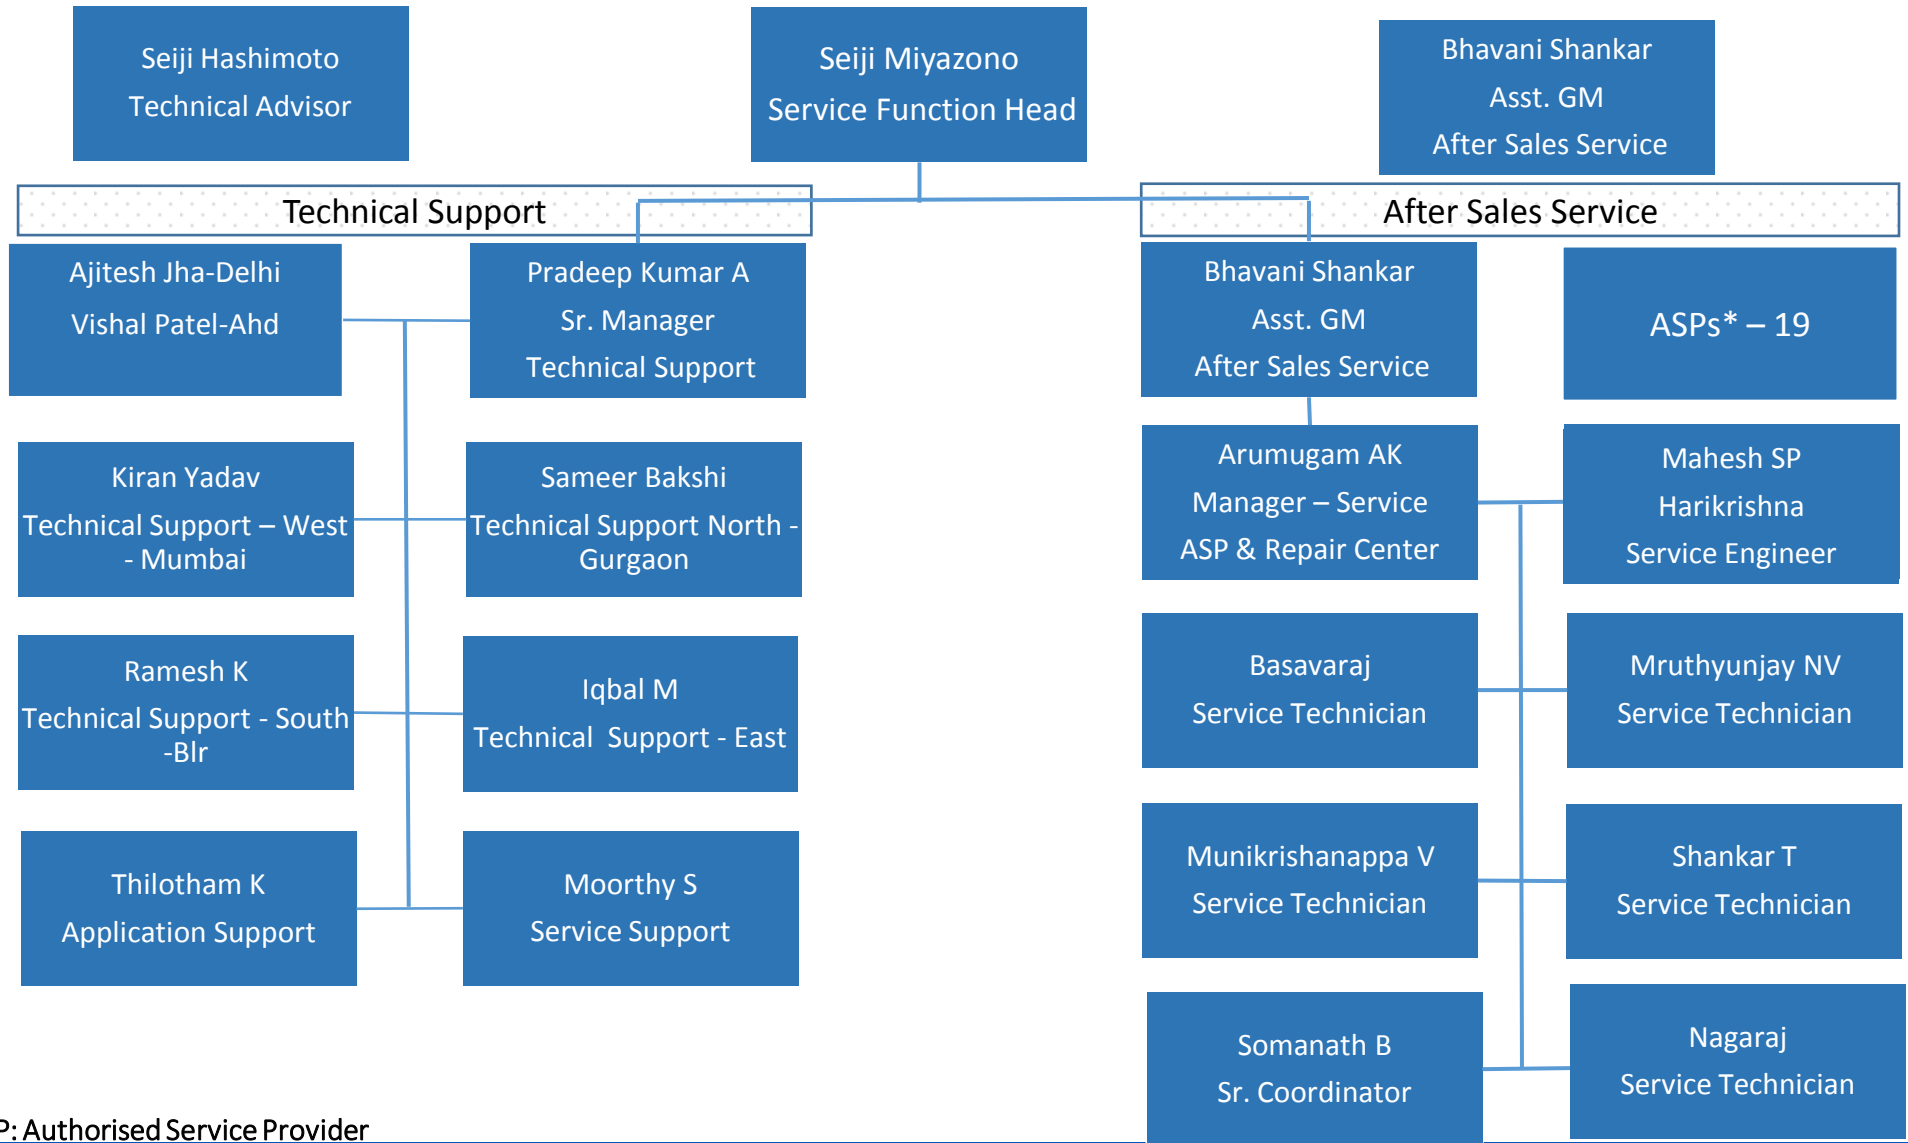 Seiji Hashimoto
Technical Advisor
Seiji Miyazono
Service Function Head
Bhavani Shankar
Asst. GM
After Sales Service
Technical Support
After Sales Service
Ajitesh Jha-Delhi
Vishal Patel-Ahd
Pradeep Kumar A
Sr. Manager
Technical Support
Bhavani Shankar
Asst. GM
After Sales Service
ASPs* – 19
Kiran Yadav
Technical Support – West
- Mumbai
Sameer Bakshi
Technical Support North -
Gurgaon
Arumugam AK
Manager – Service
ASP & Repair Center
Mahesh SP
Harikrishna
Service Engineer
Ramesh K
Technical Support - South
-Blr
Iqbal M
Technical Support - East
Basavaraj
Service Technician
Mruthyunjay NV
Service Technician
Thilotham K
Application Support
Moorthy S
Service Support
Munikrishanappa V
Service Technician
Shankar T
Service Technician
Somanath B
Sr. Coordinator
Nagaraj
Service Technician
P: Authorised Service Provider